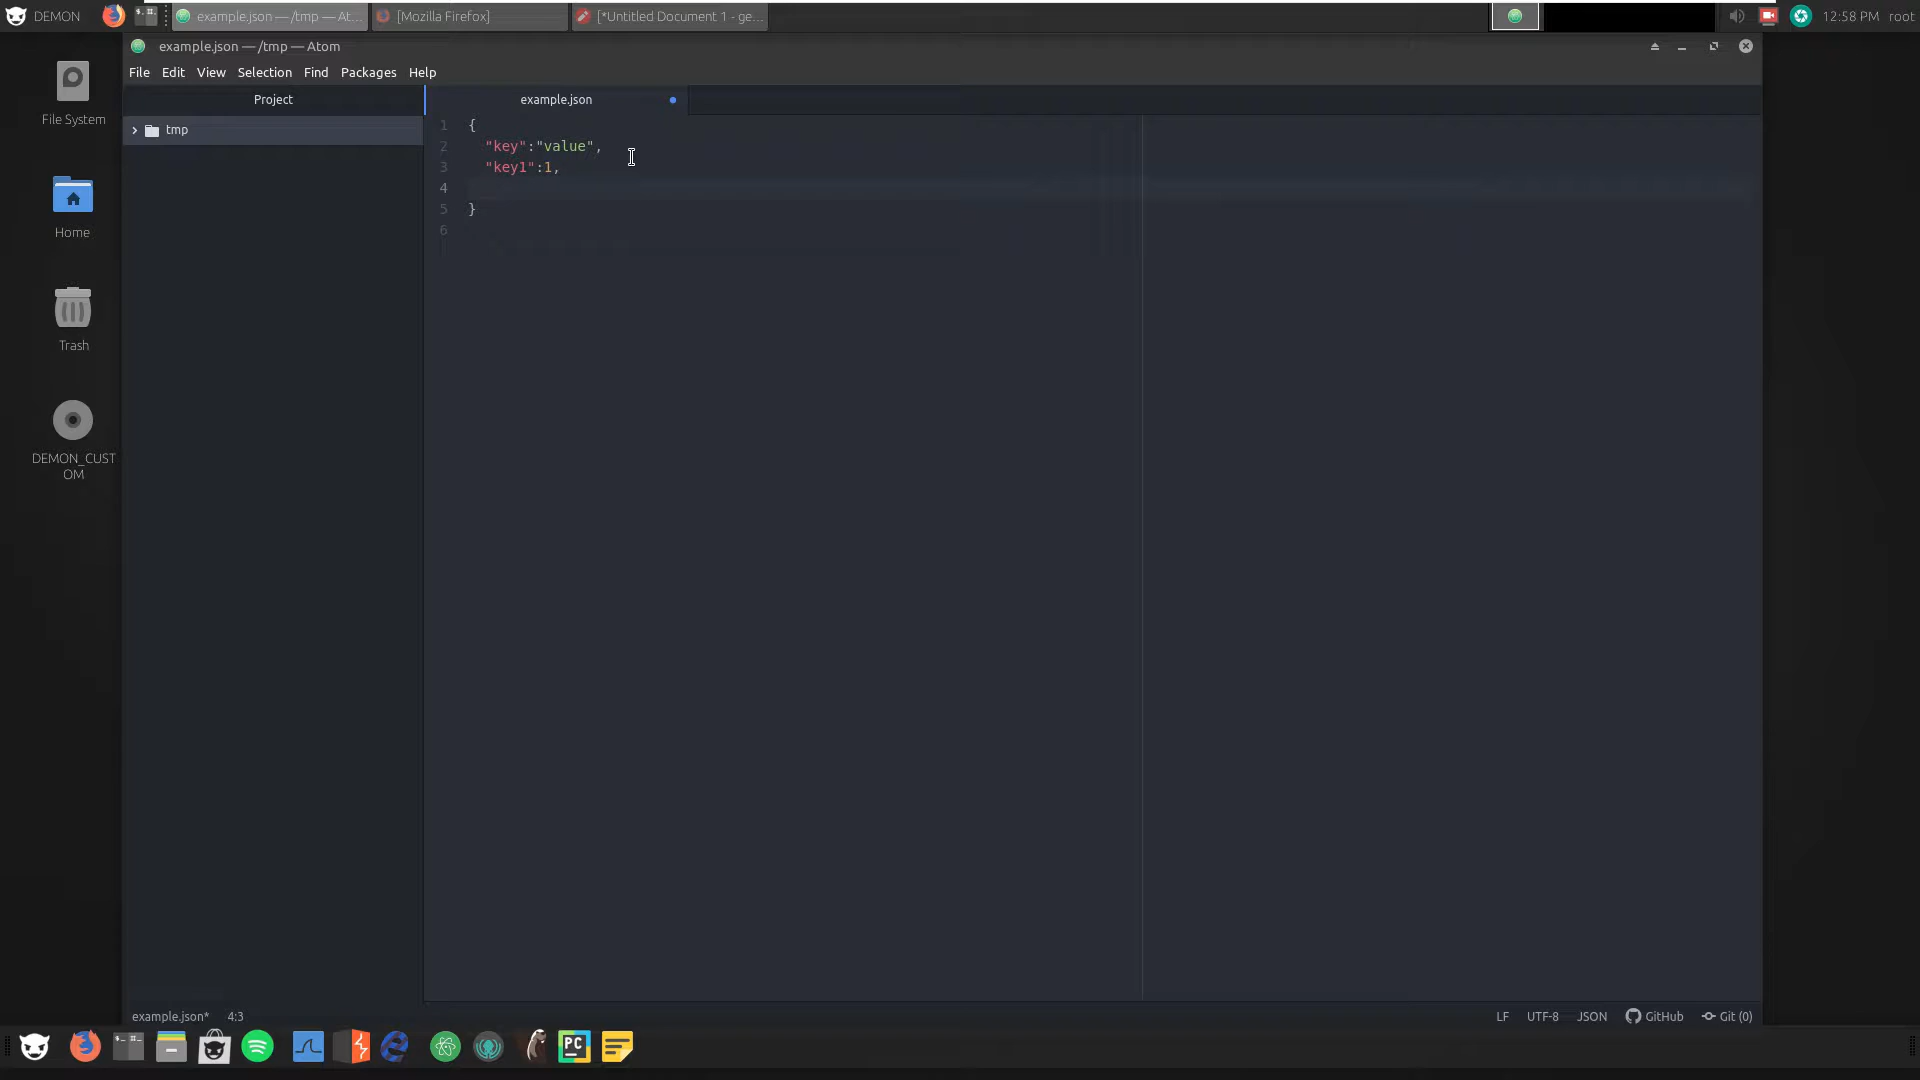 DEMON
example.json — /tmp — At...
[Mozilla Firefox]
[*Untitled Document 1 - ge...
12:58 PM
root
example.json — /tmp — Atom
File Edit View Selection Find Packages Help
File System
Home
Trash
DEMON_CUST
OM
Project
tmp
example.json
1 {
2 "key":"value",
3 "key1":1,
4
5 }
6
example.json* 4:3
LF UTF-8 JSON GitHub Git (0)
PC